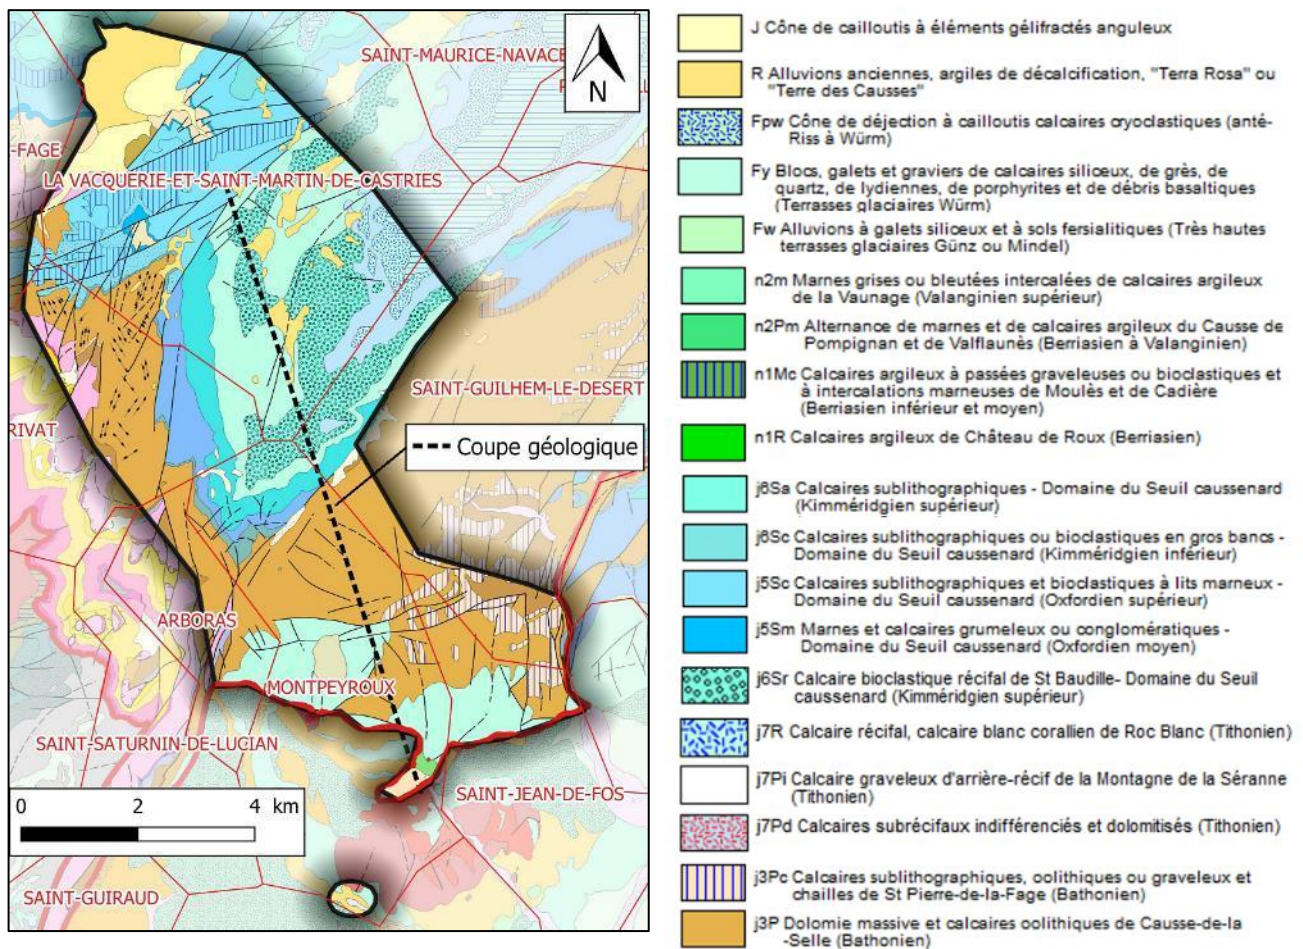 SAINT-MAURICE-NAVACE
N
-FAGE
LA VACQUERIE-ET-SAINT-MARTIN-DE-CASTRIES
SAINT-GUILHEM-LE-DESERT
RIVAT
Coupe géologique
ARBORAS
MONTPEYROUX
SAINT-SATURNIN-DE-LUCIAN
SAINT-JEAN-DE-FOS
0 2 4 km
SAINT-GUIRAUD
J Cône de cailloutis à éléments gélifractés anguleux
R Alluvions anciennes, argiles de décalcification, "Terra Rosa" ou
"Terre des Causses"
Fpw Cône de déjection à cailloutis calcaires cryoclastiques (anté-
Riss à Würm)
Fy Blocs, galets et graviers de calcaires siliceux, de grès, de
quartz, de lydiennes, de porphyrites et de débris basaltiques
(Terrasses glaciaires Würm)
Fw Alluvions à galets siliceux et à sols fersialitiques (Très hautes
terrasses glaciaires Günz ou Mindel)
n2m Marnes grises ou bleutées intercalées de calcaires argileux
de la Vaunage (Valanginien supérieur)
n2Pm Alternance de marnes et de calcaires argileux du Causse de
Pompignan et de Valflaunès (Berriasien à Valanginien)
n1Mc Calcaires argileux à passées graveleuses ou bioclastiques et
à intercalations marneuses de Moulès et de Cadière
(Berriasien inférieur et moyen)
n1R Calcaires argileux de Château de Roux (Berriasien)
j6Sa Calcaires sublithographiques - Domaine du Seuil caussenard
(Kimméridgien supérieur)
j6Sc Calcaires sublithographiques ou bioclastiques en gros bancs -
Domaine du Seuil caussenard (Kimméridgien inférieur)
j5Sc Calcaires sublithographiques et bioclastiques à lits marneux -
Domaine du Seuil caussenard (Oxfordien supérieur)
j5Sm Marnes et calcaires grumeleux ou conglomératiques -
Domaine du Seuil caussenard (Oxfordien moyen)
j6Sr Calcaire bioclastique récifal de St Baudille- Domaine du Seuil
caussenard (Kimméridgien supérieur)
j7R Calcaire récifal, calcaire blanc corallien de Roc Blanc (Tithonien)
j7Pi Calcaire graveleux d'arrière-récif de la Montagne de la Séranne
(Tithonien)
j7Pd Calcaires subrécifaux indifférenciés et dolomitisés (Tithonien)
j3Pc Calcaires sublithographiques, oolithiques ou graveleux et
chailles de St Pierre-de-la-Fage (Bathonien)
j3P Dolomie massive et calcaires oolithiques de Causse-de-la
-Selle (Bathonien)